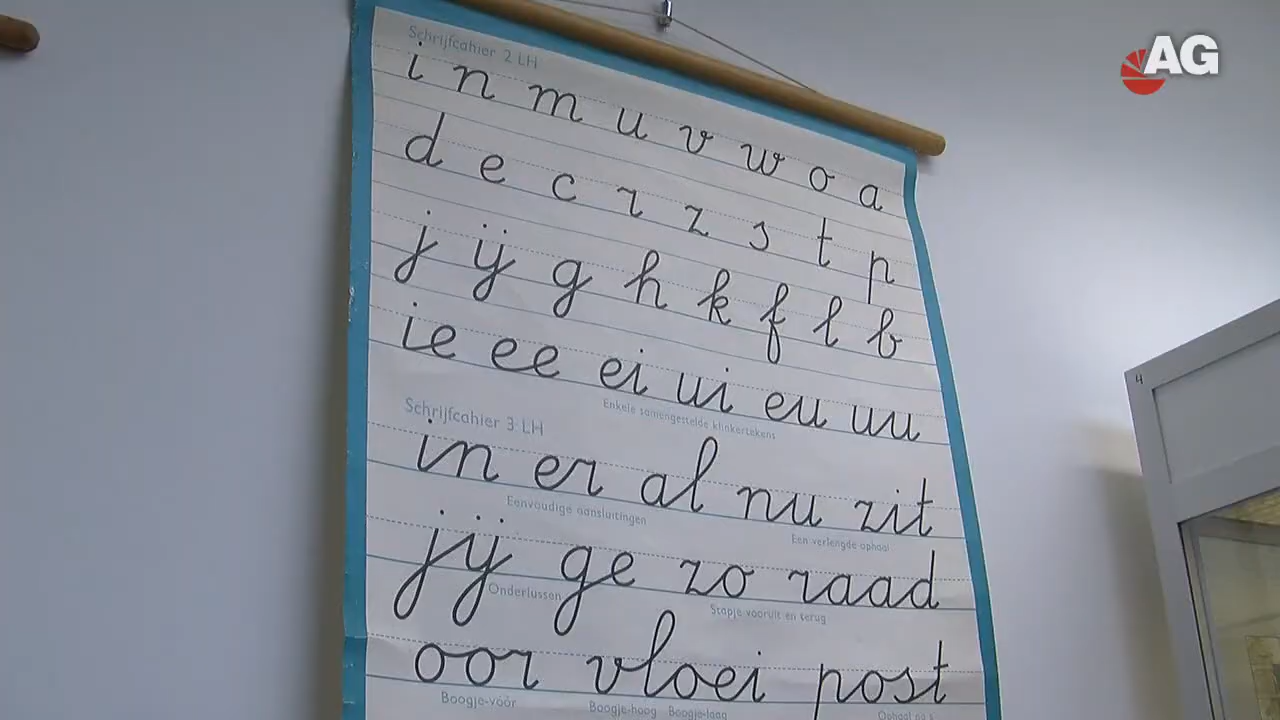 AG
Schrijfcahier 2 LH
i n m u v w o a
d e c r z s t p
j ij g h k f l b
ie ee ei ui eu uu
Enkele samengestelde klinkertekens
Schrijfcahier 3 LH
in er al nu zit
Eenvoudige aansluitingen Een verlengde ophaal
jij ge zo raad
Onderlussen Stapje vooruit en terug
oor vloei post
Boogje-vóór Boogje-hoog Boogje-laag
4